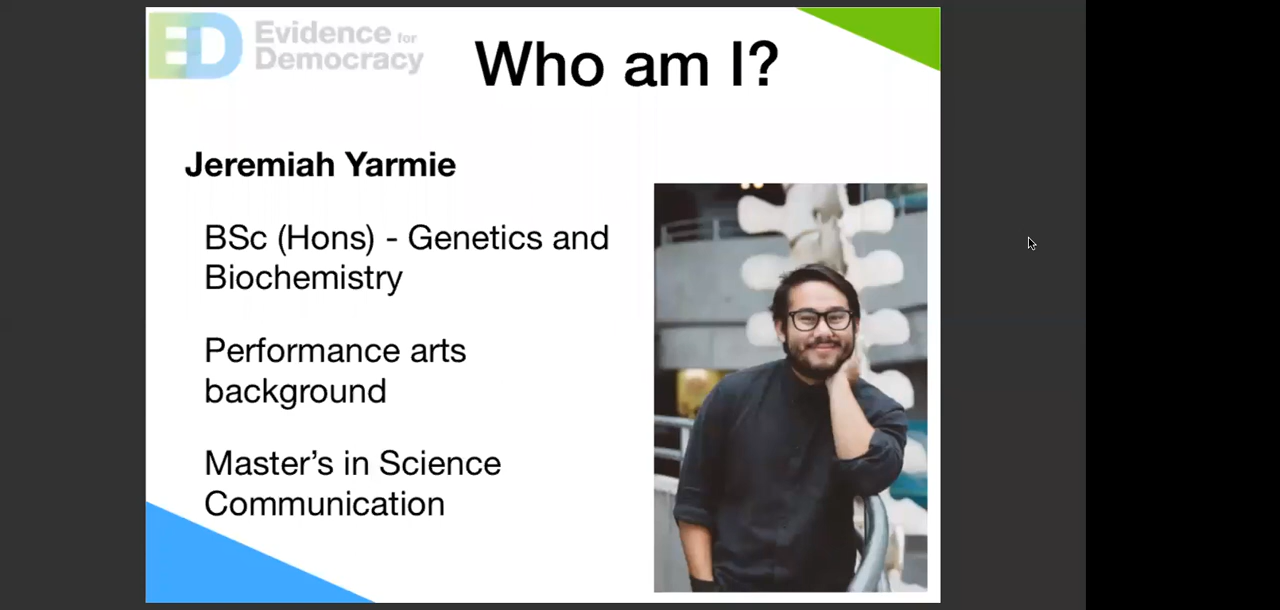 Evidence for
Democracy
Who am I?
Jeremiah Yarmie
BSc (Hons) - Genetics and
Biochemistry
Performance arts
background
Master’s in Science
Communication